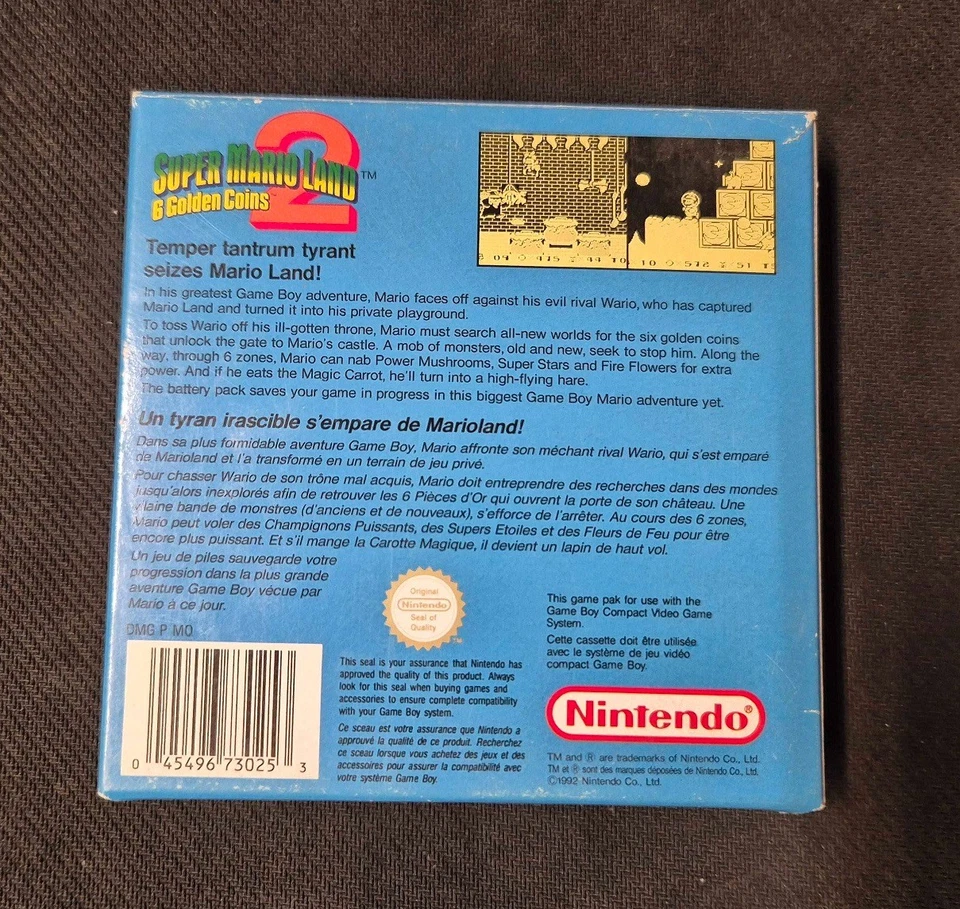 2
SUPER MARIO LAND™
6 Golden Coins
Temper tantrum tyrant
seizes Mario Land!
In his greatest Game Boy adventure, Mario faces off against his evil rival Wario, who has captured
Mario Land and turned it into his private playground.
To toss Wario off his ill-gotten throne, Mario must search all-new worlds for the six golden coins
that unlock the gate to Mario's castle. A mob of monsters, old and new, seek to stop him. Along the
way, through 6 zones, Mario can nab Power Mushrooms, Super Stars and Fire Flowers for extra
power. And if he eats the Magic Carrot, he'll turn into a high-flying hare.
The battery pack saves your game in progress in this biggest Game Boy Mario adventure yet.
Un tyran irascible s'empare de Marioland!
Dans sa plus formidable aventure Game Boy, Mario affronte son méchant rival Wario, qui s'est emparé
de Marioland et l'a transformé en un terrain de jeu privé.
Pour chasser Wario de son trône mal acquis, Mario doit entreprendre des recherches dans des mondes
jusqu'alors inexplorés afin de retrouver les 6 Pièces d'Or qui ouvrent la porte de son château. Une
pleine bande de monstres (d'anciens et de nouveaux), s'efforce de l'arrêter. Au cours des 6 zones,
Mario peut voler des Champignons Puissants, des Supers Etoiles et des Fleurs de Feu pour être
encore plus puissant. Et s'il mange la Carotte Magique, il devient un lapin de haut vol.
Un jeu de piles sauvegarde votre
progression dans la plus grande
aventure Game Boy vécue par
Mario à ce jour.
DMG P MQ
0 45496 73025 3
Original
Nintendo
Seal of
Quality
TM
This seal is your assurance that Nintendo has
approved the quality of this product. Always
look for this seal when buying games and
accessories to ensure complete compatibility
with your Game Boy system.
Ce sceau est votre assurance que Nintendo a
approuvé la qualité de ce produit. Recherchez
ce sceau lorsque vous achetez des jeux et des
accessoires pour assurer la compatibilité avec
votre système Game Boy.
This game pak for use with the
Game Boy Compact Video Game
System.
Cette cassette doit être utilisée
avec le système de jeu vidéo
compact Game Boy.
Nintendo®
TM and ® are trademarks of Nintendo Co., Ltd.
TM et ® sont des marques déposées de Nintendo Co., Ltd.
©1992 Nintendo Co., Ltd.